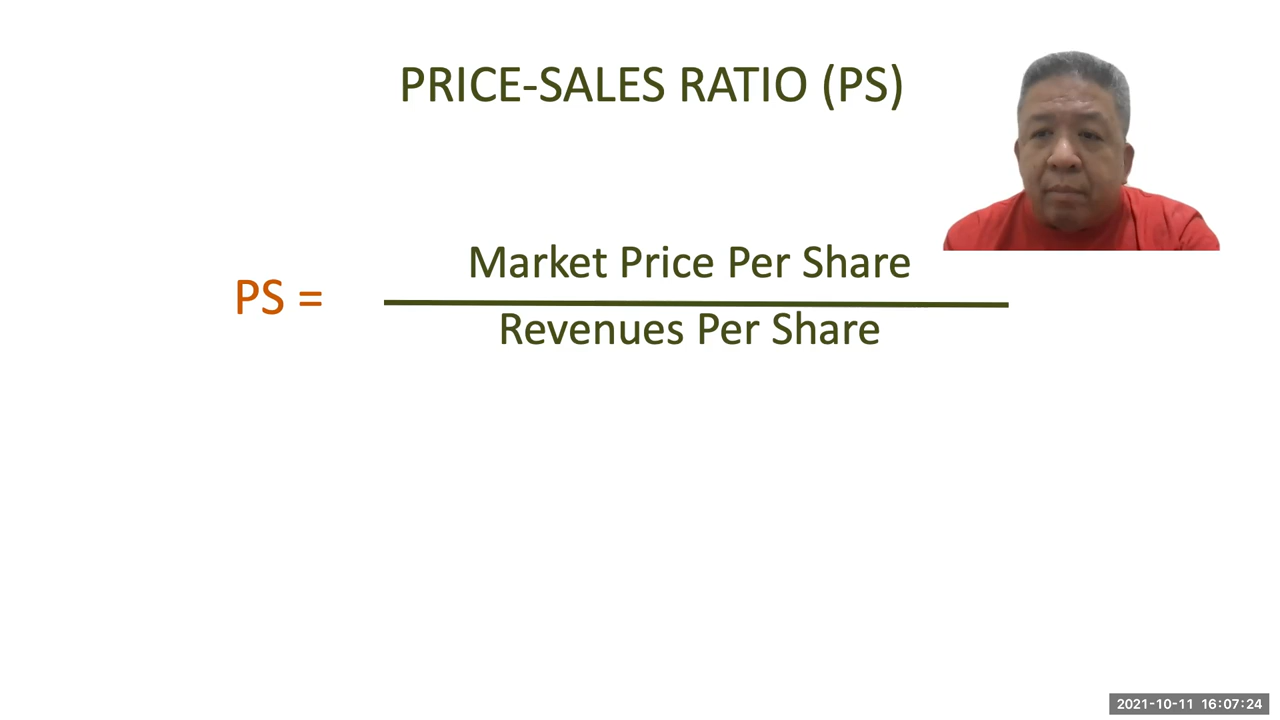 PRICE-SALES RATIO (PS)
Market Price Per Share
PS =
Revenues Per Share
2021-10-11 16:07:24